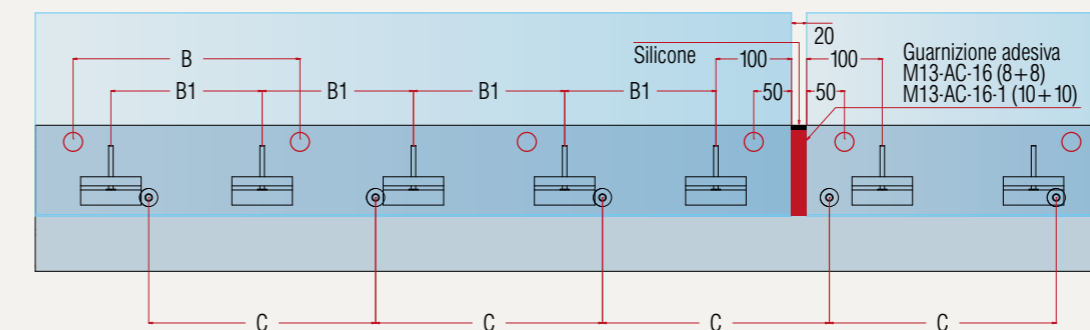 20
B
Silicone
100
100
Guarnizione adesiva
M13-AC-16 (8+8)
M13-AC-16-1 (10+10)
B1
B1
B1
B1
50
50
C
C
C
C